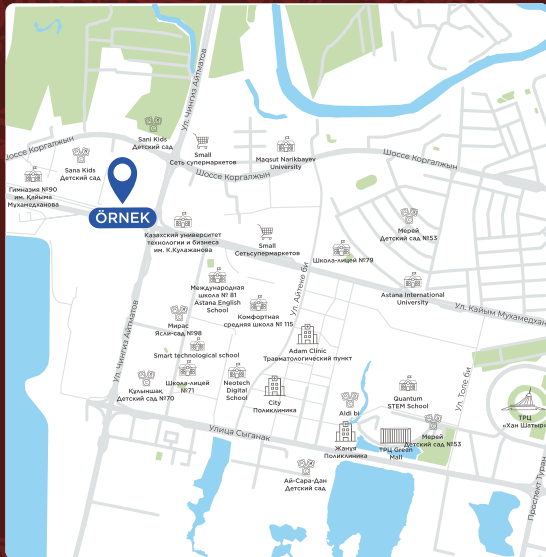 Ул. Чингиз Айтматов
Sani Kids
Детский сад
Small
Сеть супермаркетов
Maqsut Narikbayev
University
Шоссе Коргалжын
Шоссе Коргалжын
Шоссе Коргалжын
Sana Kids
Детский сад
Гимназия №90
им. Қайыма
Мухамедханова
ÖRNEK
Казахский университет
технологии и бизнеса
им. К.Кулажанова
Small
Сетьсупермаркетов
Мерей
Детский сад №53
Школа-лицей №79
Международная
школа № 81
Astana English
School
Ул. Айтеке би
Astana International
University
Ул. Кайым Мухамедхан
Комфортная
средняя школа № 115
Мирас
Ясли-сад №98
Ул. Чингиз Айтматов
Adam Clinic
Травматологический пункт
Smart technological school
Школа-лицей
№71
Neotech
Digital
School
Құлыншақ
Детский сад №70
City
Поликлиника
Aldi bi
Quantum
STEM School
Ул. Толе би
ТРЦ
«Хан Шатыр»
Улица Сыганак
Жануя
Поликлиника
ТРЦ Green
Mall
Мерей
Детский сад №53
Ай-Сара-Дан
Детский сад
Проспект Туран